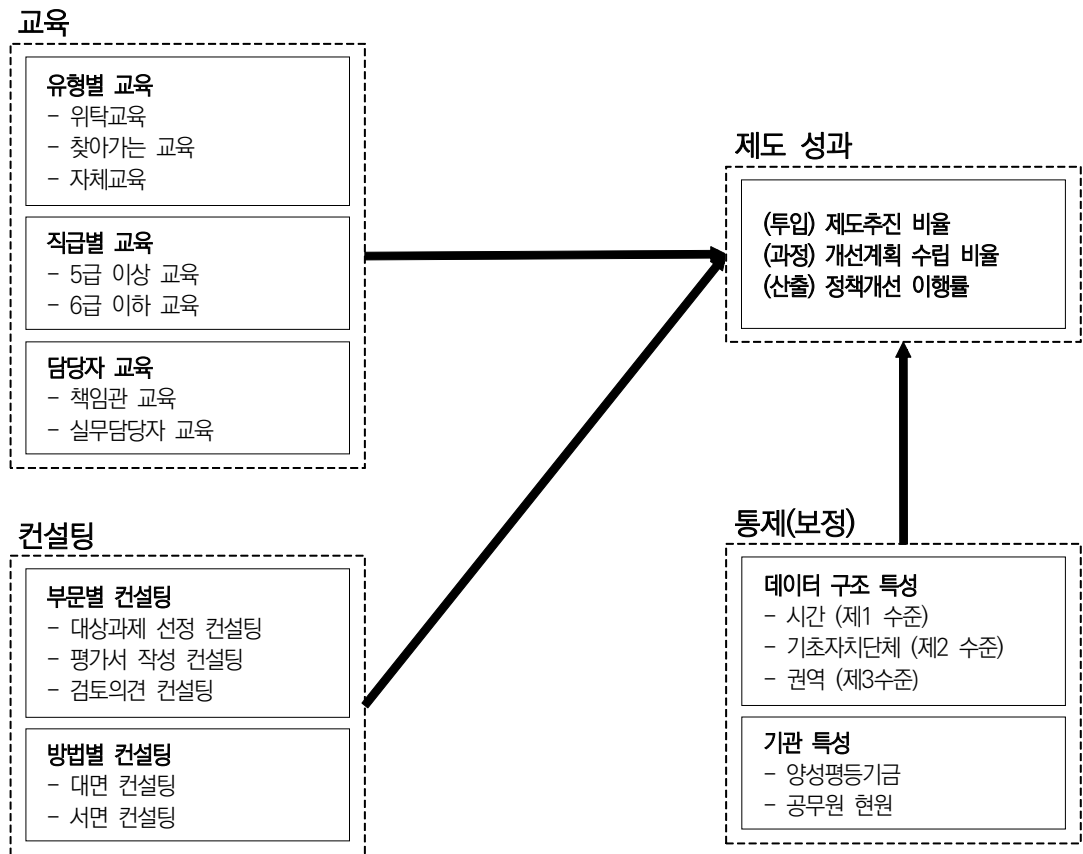 교육
유형별 교육
- 위탁교육
- 찾아가는 교육
- 자체교육
직급별 교육
- 5급 이상 교육
- 6급 이하 교육
담당자 교육
- 책임관 교육
- 실무담당자 교육
컨설팅
부문별 컨설팅
- 대상과제 선정 컨설팅
- 평가서 작성 컨설팅
- 검토의견 컨설팅
방법별 컨설팅
- 대면 컨설팅
- 서면 컨설팅
제도 성과
(투입) 제도추진 비율
(과정) 개선계획 수립 비율
(산출) 정책개선 이행률
통제(보정)
데이터 구조 특성
- 시간 (제1 수준)
- 기초자치단체 (제2 수준)
- 권역 (제3수준)
기관 특성
- 양성평등기금
- 공무원 현원